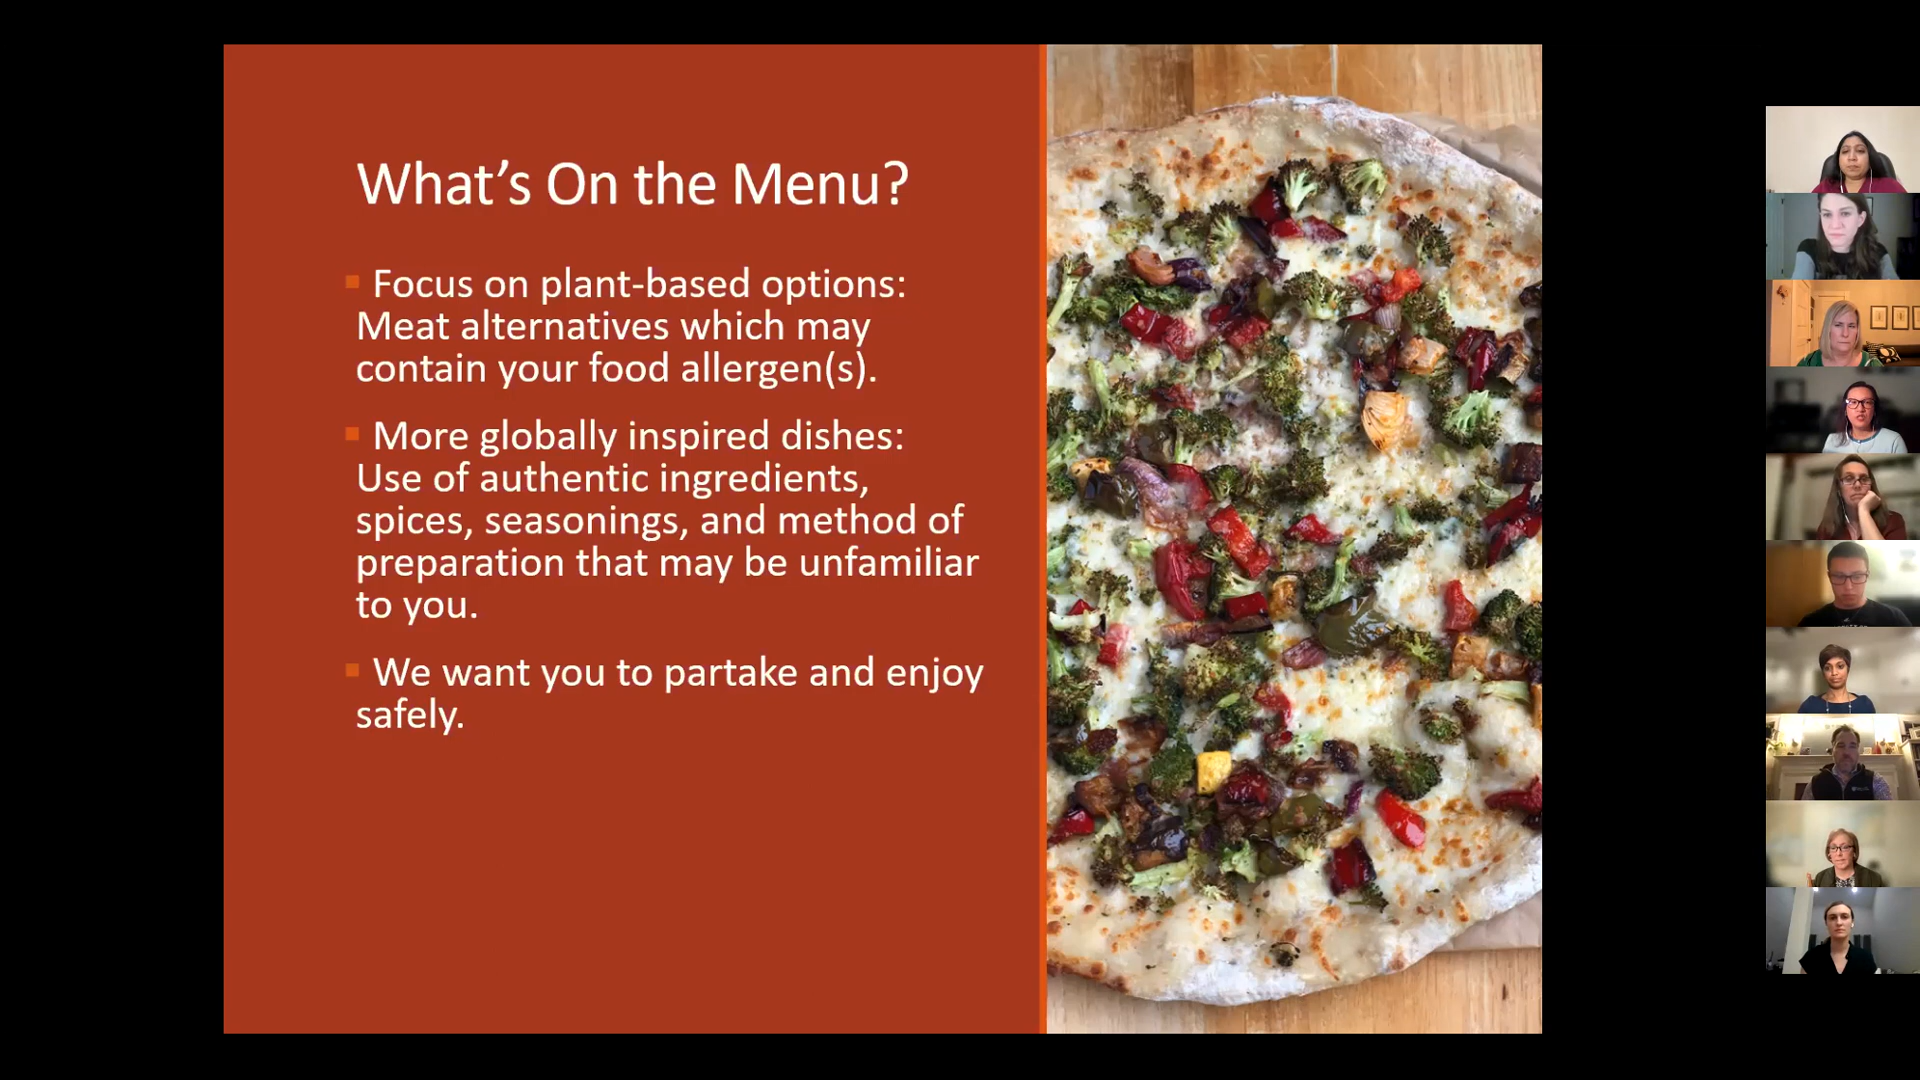 What’s On the Menu?
▪ Focus on plant-based options:
Meat alternatives which may
contain your food allergen(s).
▪ More globally inspired dishes:
Use of authentic ingredients,
spices, seasonings, and method of
preparation that may be unfamiliar
to you.
▪ We want you to partake and enjoy
safely.